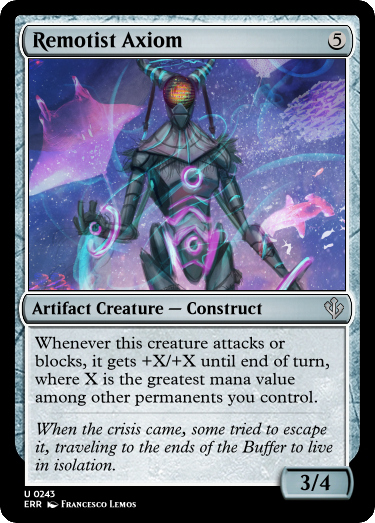 Remotist Axiom 5
Artifact Creature — Construct
Whenever this creature attacks or
blocks, it gets +X/+X until end of turn,
where X is the greatest mana value
among other permanents you control.
When the crisis came, some tried to escape
it, traveling to the ends of the Buffer to live
in isolation.
3/4
U 0243
ERR Francesco Lemos